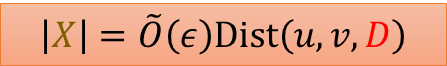 |X| = Õ(ϵ)Dist(u, v, D)